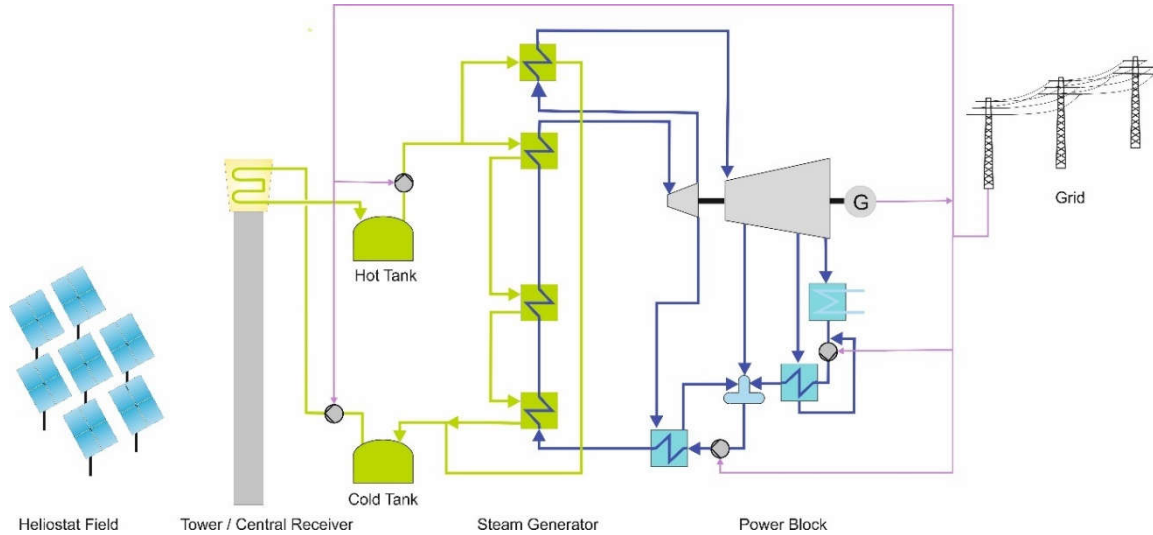 G
Grid
Hot Tank
Cold Tank
Heliostat Field
Tower / Central Receiver
Steam Generator
Power Block